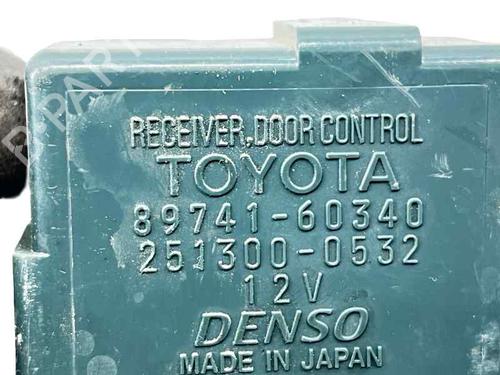 RECEIVER, DOOR CONTROL
TOYOTA
89741-60340
251300-0532
12V
DENSO
MADE IN JAPAN